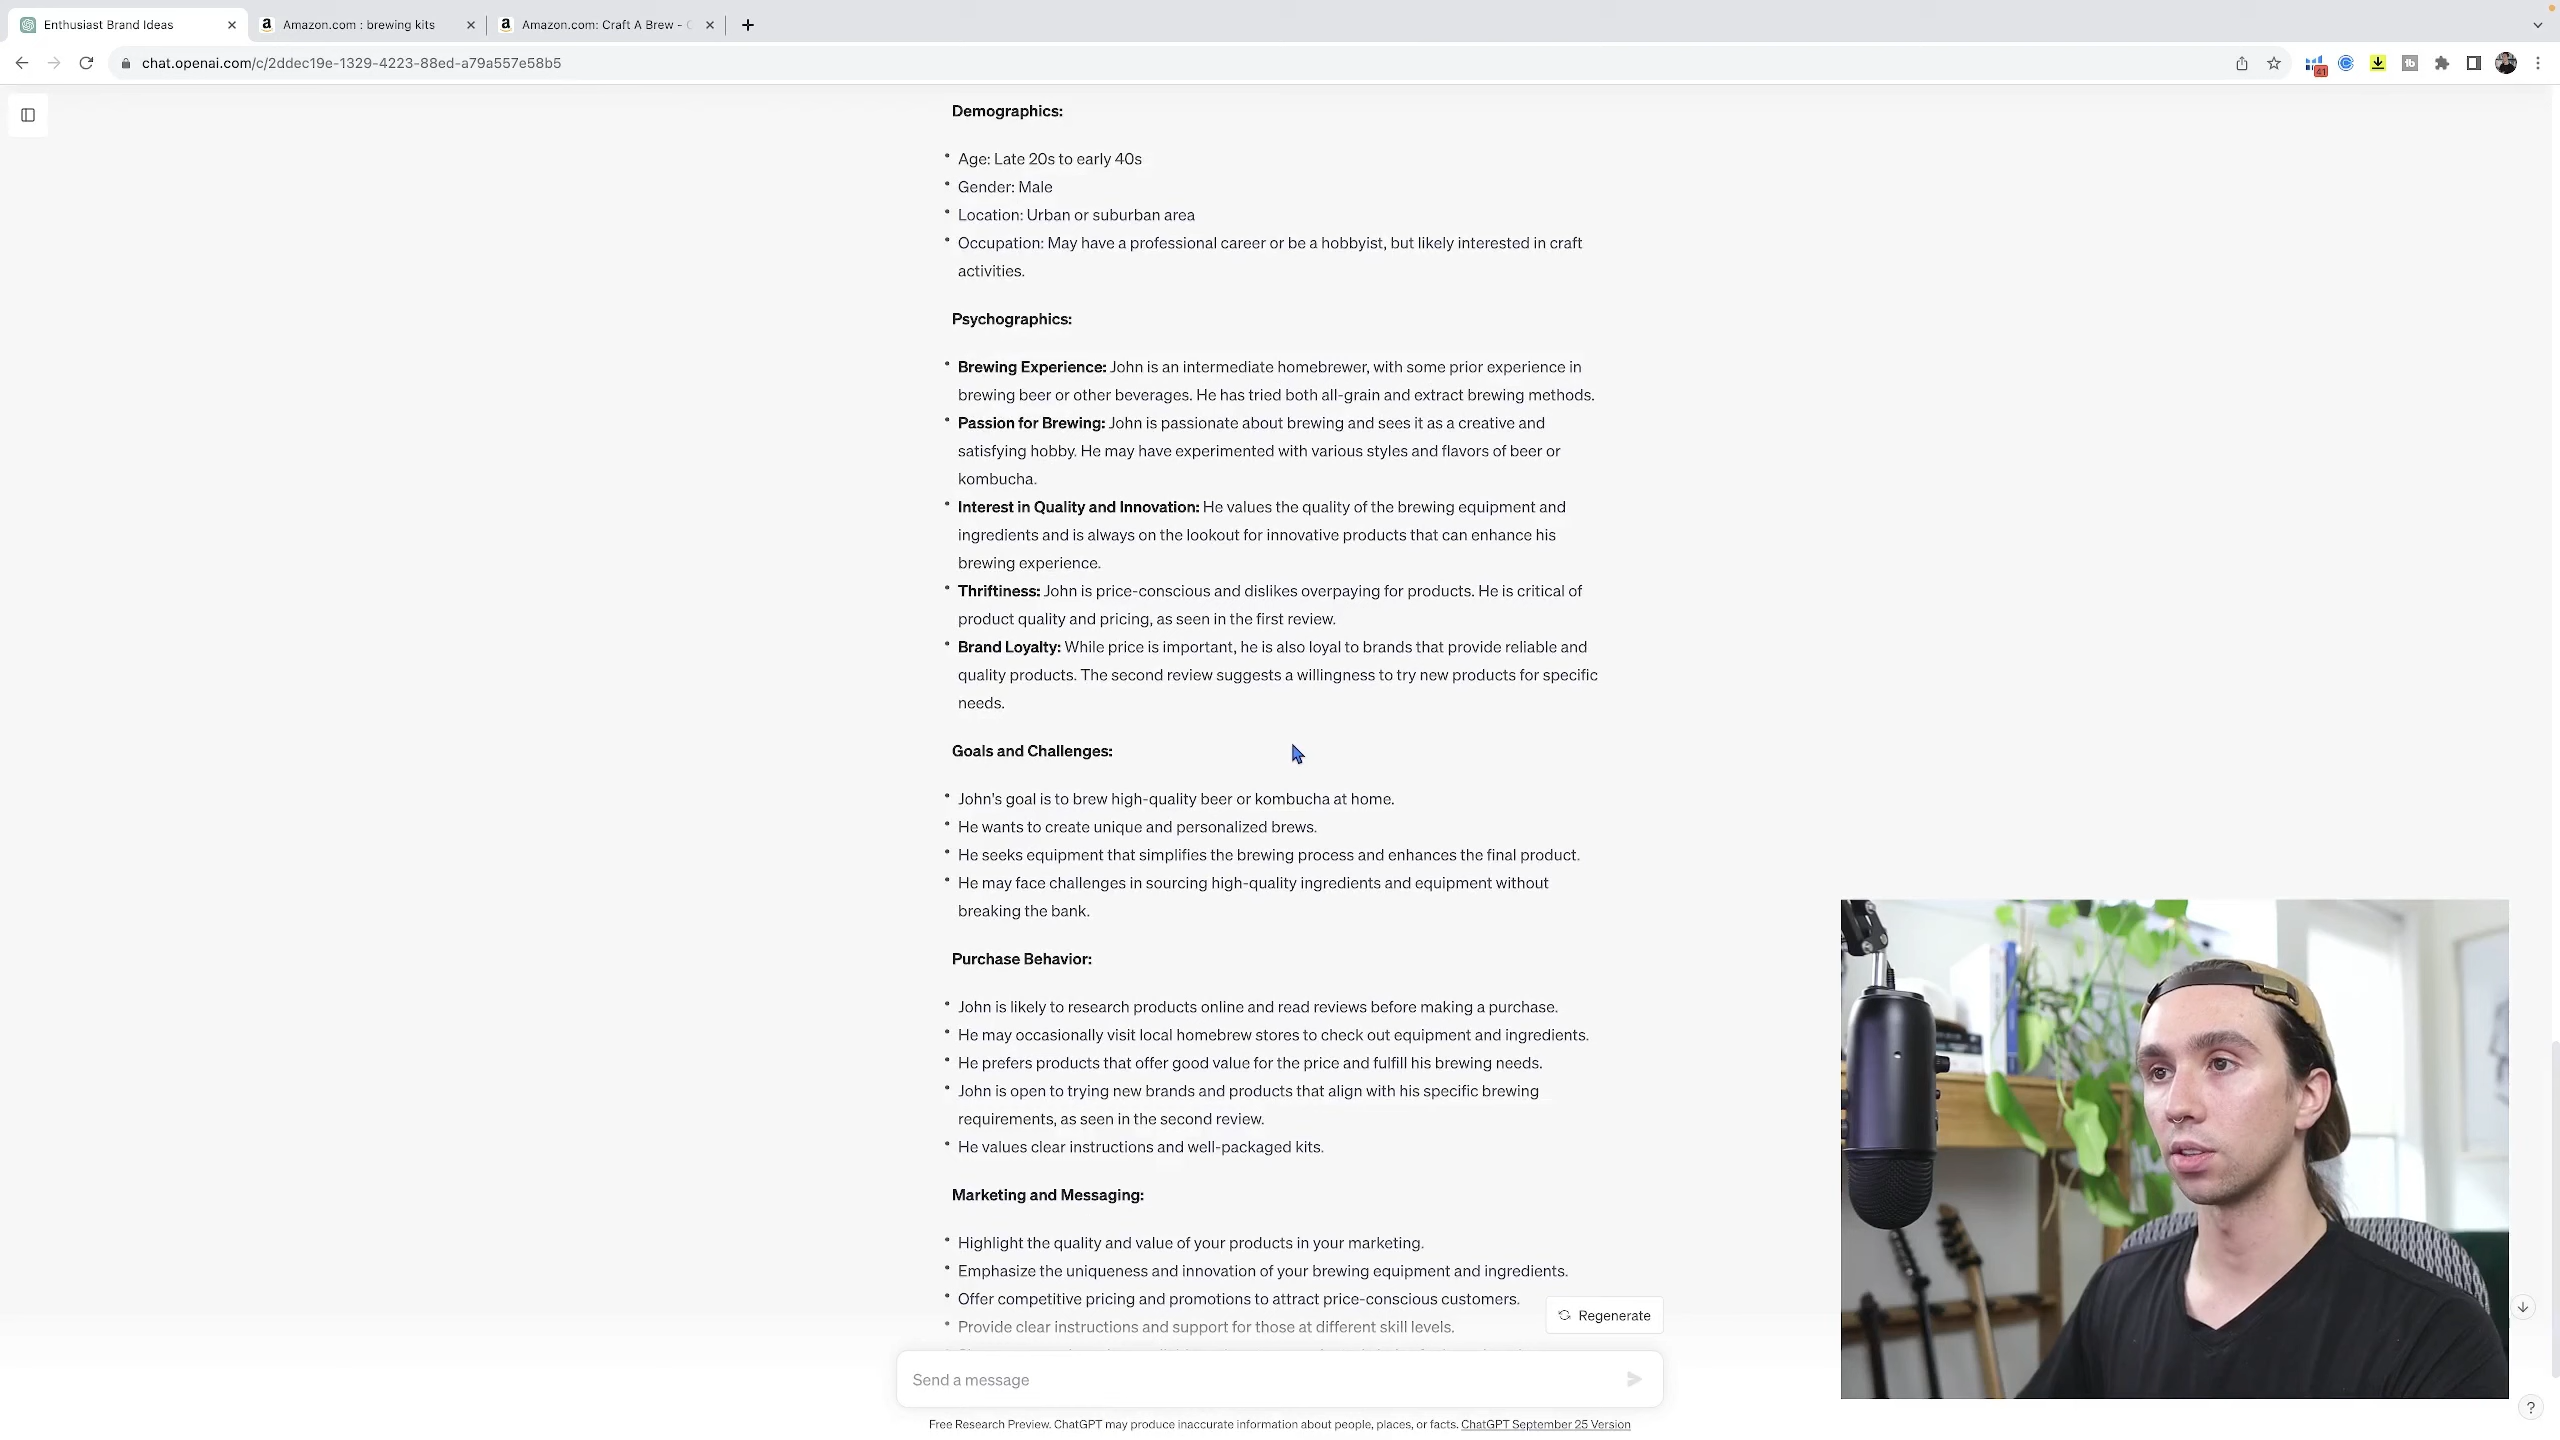 Enthusiast Brand Ideas
Amazon.com : brewing kits
Amazon.com: Craft A Brew -
chat.openai.com/c/2ddec19e-1329-4223-88ed-a79a557e58b5
41
Demographics:
• Age: Late 20s to early 40s
• Gender: Male
• Location: Urban or suburban area
• Occupation: May have a professional career or be a hobbyist, but likely interested in craft
activities.
Psychographics:
• Brewing Experience: John is an intermediate homebrewer, with some prior experience in
brewing beer or other beverages. He has tried both all-grain and extract brewing methods.
• Passion for Brewing: John is passionate about brewing and sees it as a creative and
satisfying hobby. He may have experimented with various styles and flavors of beer or
kombucha.
• Interest in Quality and Innovation: He values the quality of the brewing equipment and
ingredients and is always on the lookout for innovative products that can enhance his
brewing experience.
• Thriftiness: John is price-conscious and dislikes overpaying for products. He is critical of
product quality and pricing, as seen in the first review.
• Brand Loyalty: While price is important, he is also loyal to brands that provide reliable and
quality products. The second review suggests a willingness to try new products for specific
needs.
Goals and Challenges:
• John's goal is to brew high-quality beer or kombucha at home.
• He wants to create unique and personalized brews.
• He seeks equipment that simplifies the brewing process and enhances the final product.
• He may face challenges in sourcing high-quality ingredients and equipment without
breaking the bank.
Purchase Behavior:
• John is likely to research products online and read reviews before making a purchase.
• He may occasionally visit local homebrew stores to check out equipment and ingredients.
• He prefers products that offer good value for the price and fulfill his brewing needs.
• John is open to trying new brands and products that align with his specific brewing
requirements, as seen in the second review.
• He values clear instructions and well-packaged kits.
Marketing and Messaging:
• Highlight the quality and value of your products in your marketing.
• Emphasize the uniqueness and innovation of your brewing equipment and ingredients.
• Offer competitive pricing and promotions to attract price-conscious customers.
Regenerate
• Provide clear instructions and support for those at different skill levels.
Send a message
Free Research Preview. ChatGPT may produce inaccurate information about people, places, or facts. ChatGPT September 25 Version
?